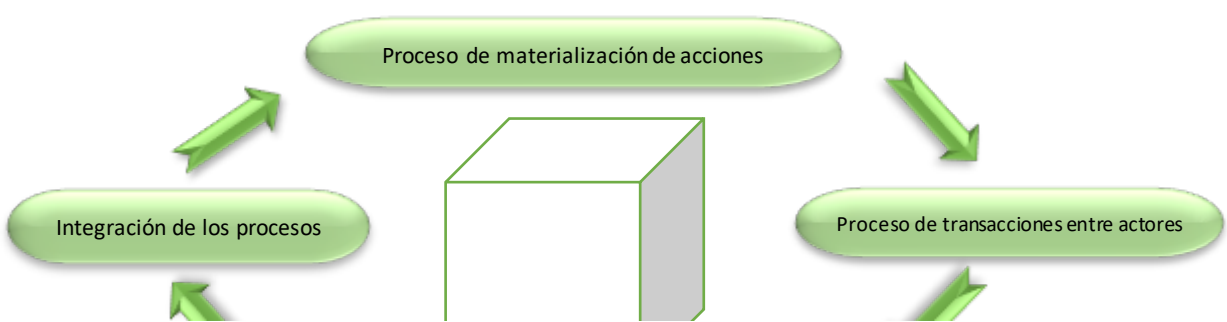 Proceso de materialización de acciones
Integración de los procesos
Proceso de transacciones entre actores